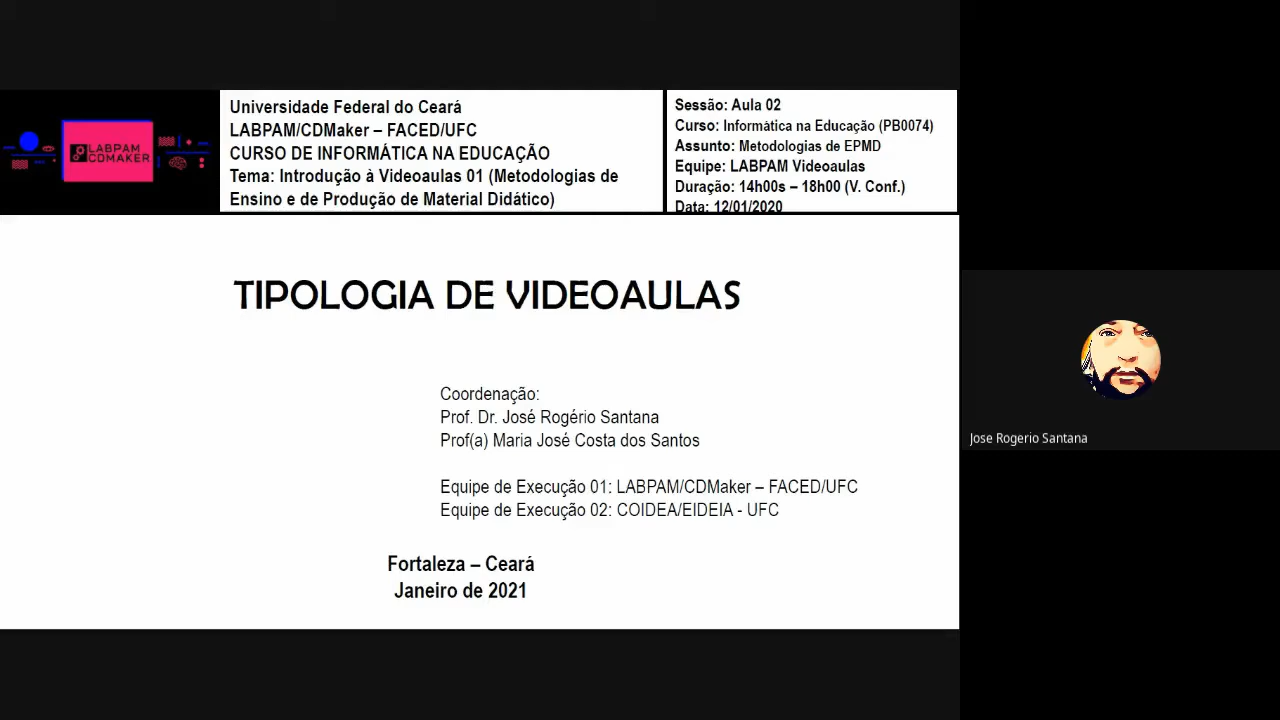 LABPAM
CDMAKER
Universidade Federal do Ceará
LABPAM/CDMaker – FACED/UFC
CURSO DE INFORMÁTICA NA EDUCAÇÃO
Tema: Introdução à Videoaulas 01 (Metodologias de
Ensino e de Produção de Material Didático)
Sessão: Aula 02
Curso: Informática na Educação (PB0074)
Assunto: Metodologias de EPMD
Equipe: LABPAM Videoaulas
Duração: 14h00s – 18h00 (V. Conf.)
Data: 12/01/2020
TIPOLOGIA DE VIDEOAULAS
Coordenação:
Prof. Dr. José Rogério Santana
Prof(a) Maria José Costa dos Santos
Equipe de Execução 01: LABPAM/CDMaker – FACED/UFC
Equipe de Execução 02: COIDEA/EIDEIA - UFC
Fortaleza – Ceará
Janeiro de 2021
Jose Rogerio Santana